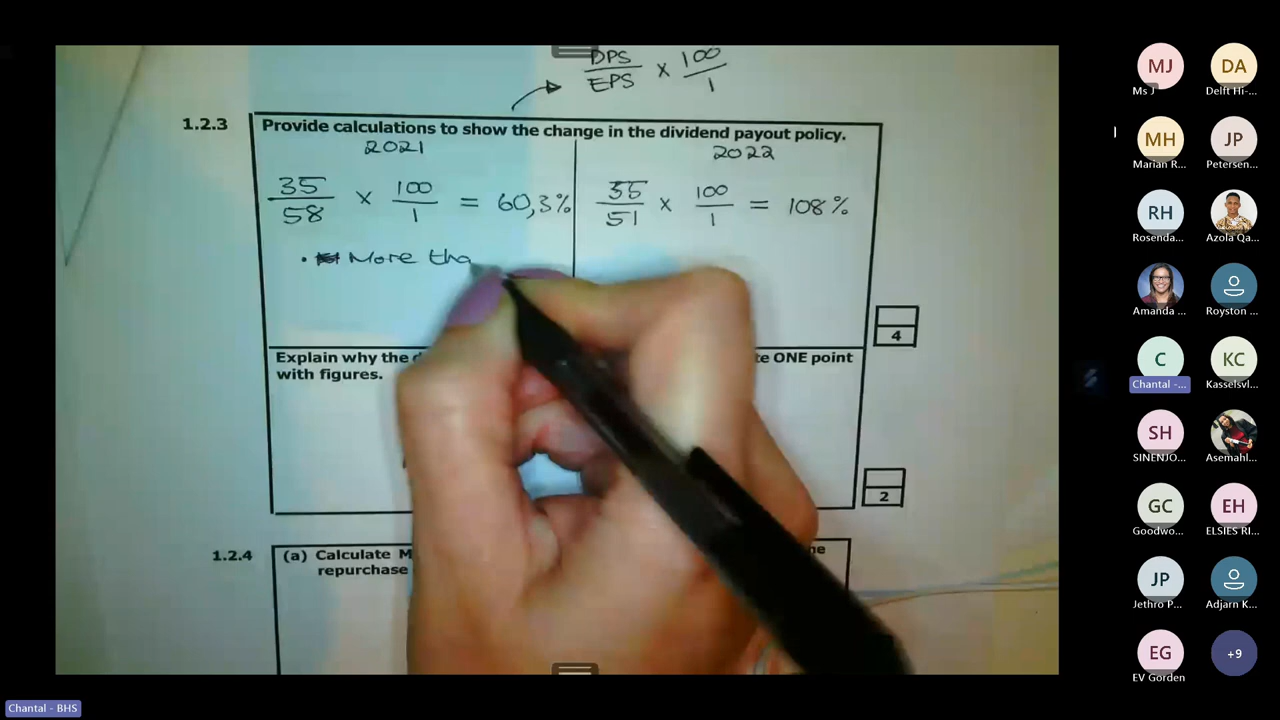 DPS
EPS × 100
1
1.2.3 Provide calculations to show the change in the dividend payout policy.
2021 2022
35
58 × 100
1 = 60,3%
55
51 × 100
1 = 108%
• More tha
4
Explain why the te ONE point
with figures.
2
1.2.4 (a) Calculate M he
repurchase
MJ
Ms J
DA
Delft Hi-...
MH
Marian R...
JP
Petersen...
RH
Rosenda...
Azola Qa...
Amanda ...
Royston ...
C
Chantal -...
KC
Kasselsvl...
SH
SINENJO...
Asemahl...
GC
Goodwo...
EH
ELSIES RI...
JP
Jethro P...
Adjarn K...
EG
EV Gorden
+9
Chantal - BHS